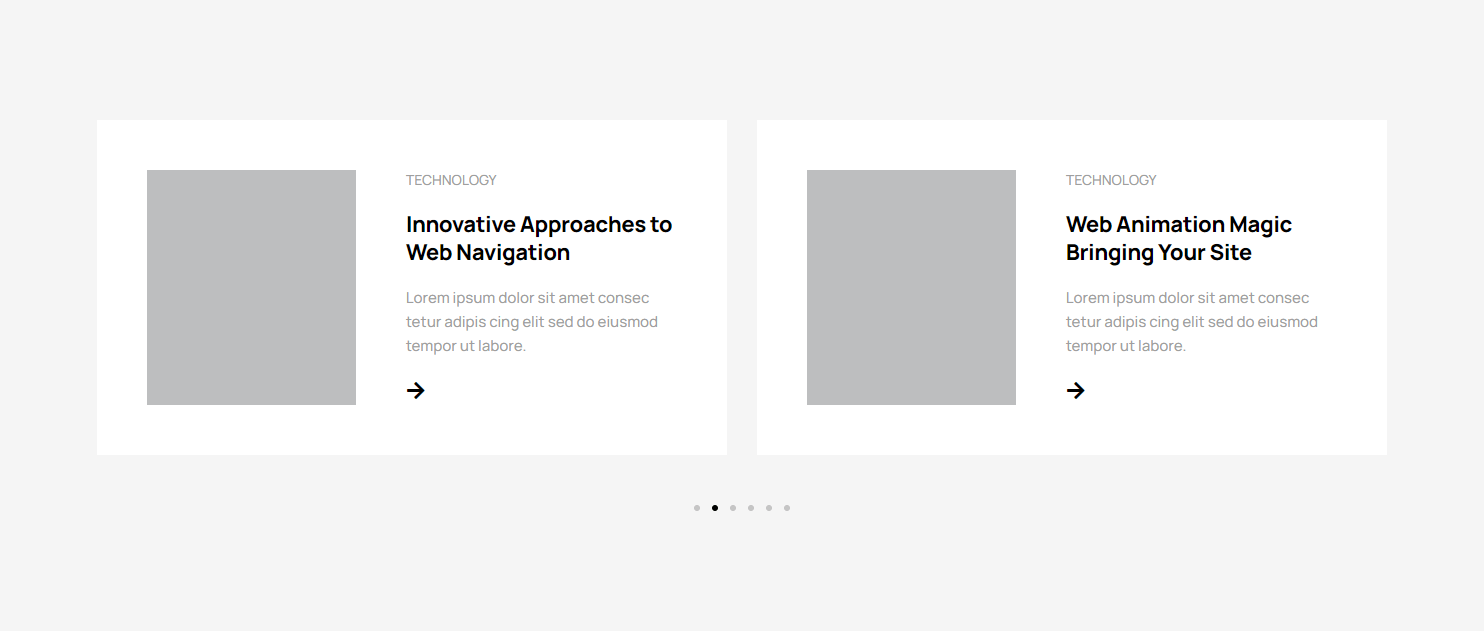 TECHNOLOGY
Innovative Approaches to
Web Navigation
Lorem ipsum dolor sit amet consec
tetur adipis cing elit sed do eiusmod
tempor ut labore.
TECHNOLOGY
Web Animation Magic
Bringing Your Site
Lorem ipsum dolor sit amet consec
tetur adipis cing elit sed do eiusmod
tempor ut labore.